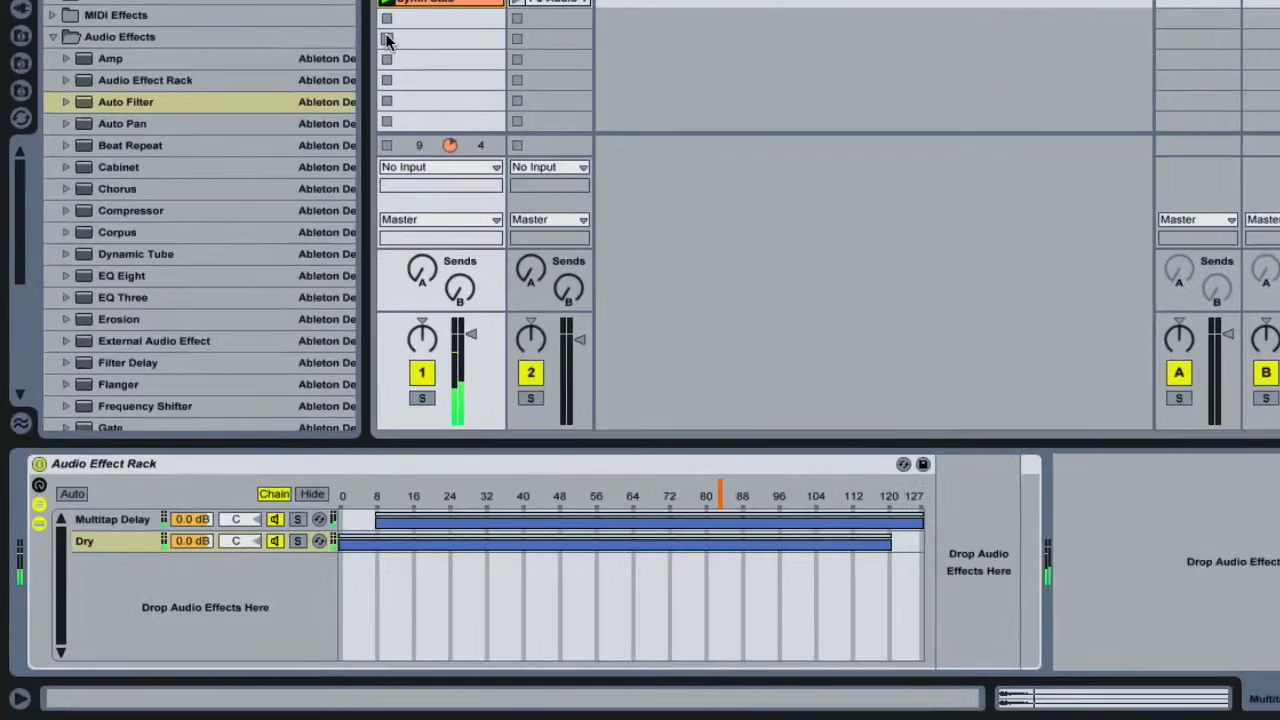 MIDI Effects
Audio Effects
Amp Ableton De
Audio Effect Rack Ableton De
Auto Filter Ableton De
Auto Pan Ableton De
Beat Repeat Ableton De
Cabinet Ableton De
Chorus Ableton De
Compressor Ableton De
Corpus Ableton De
Dynamic Tube Ableton De
EQ Eight Ableton De
EQ Three Ableton De
Erosion Ableton De
External Audio Effect Ableton De
Filter Delay Ableton De
Flanger Ableton De
Frequency Shifter Ableton De
Gate Ableton De
9 4
No Input No Input
Master Master Master Maste
Sends Sends Sends
A B A B A B A
1 2 A B
S S S S
Audio Effect Rack
Auto Chain Hide 0 8 16 24 32 40 48 56 64 72 80 88 96 104 112 120 127
Multitap Delay 0.0 dB C S
Dry 0.0 dB C S
Drop Audio Effects Here
Drop Audio
Effects Here
Drop Audio Effect
Multita